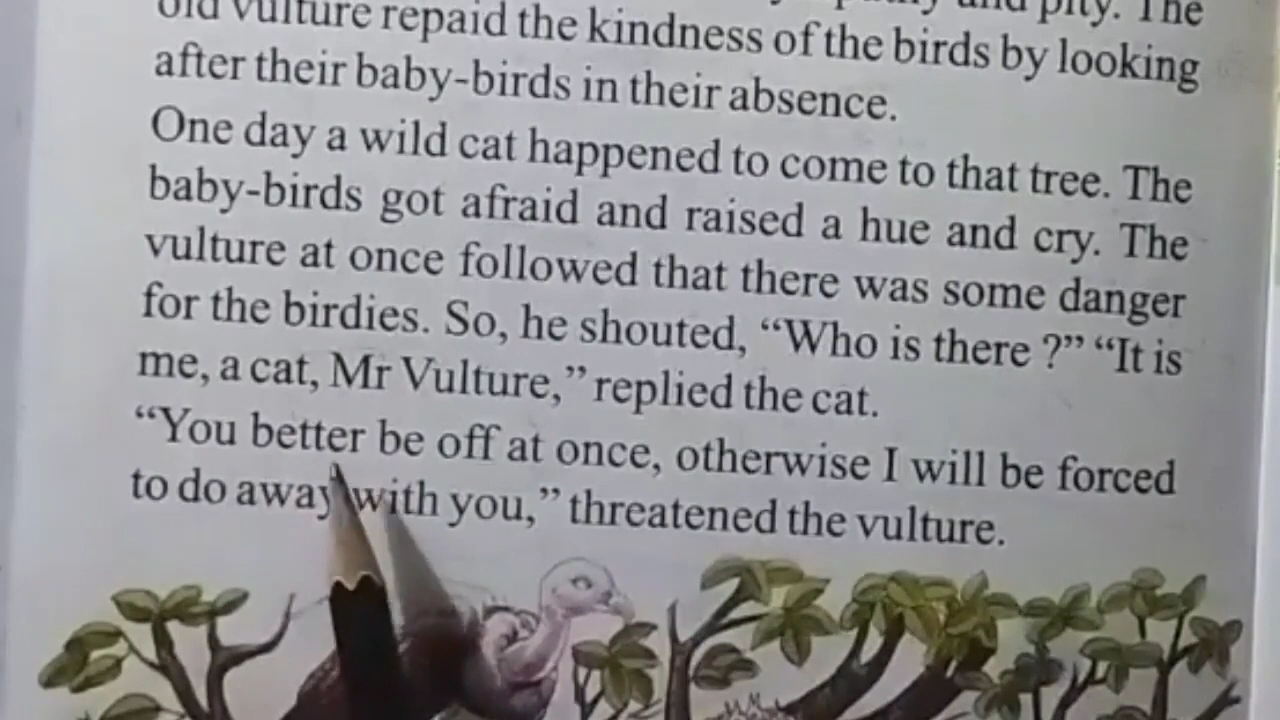 old vulture repaid the kindness of the birds by looking
after their baby-birds in their absence.
One day a wild cat happened to come to that tree. The
baby-birds got afraid and raised a hue and cry. The
vulture at once followed that there was some danger
for the birdies. So, he shouted, “Who is there ?” “It is
me, a cat, Mr Vulture,” replied the cat.
“You better be off at once, otherwise I will be forced
to do away with you,” threatened the vulture.